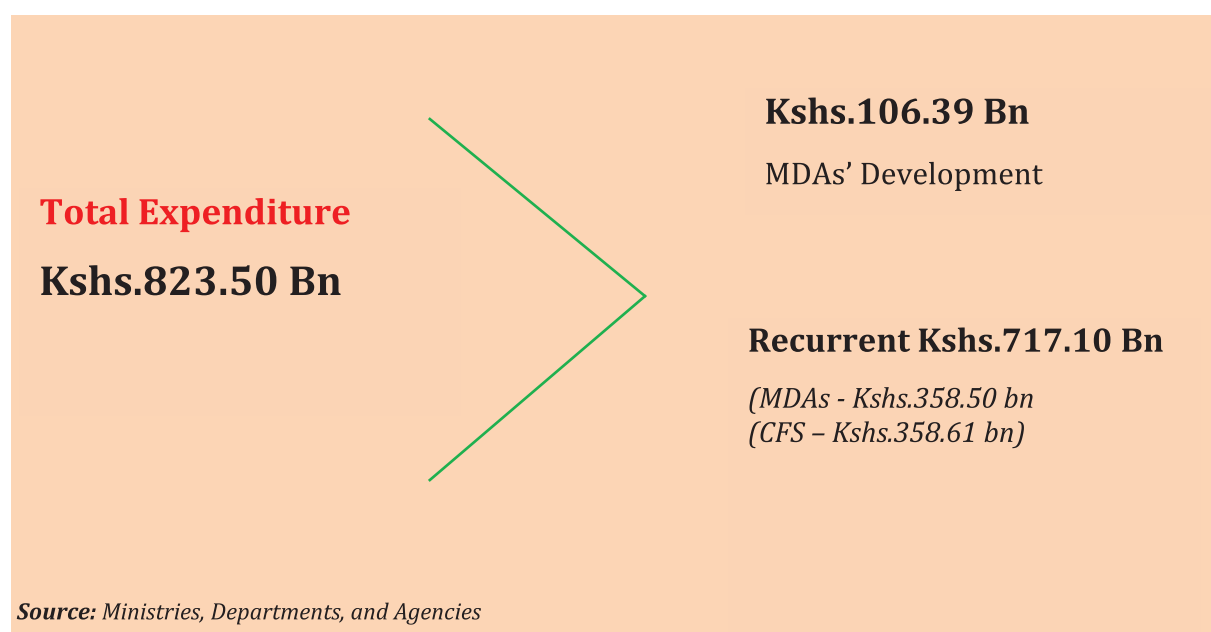 Total Expenditure
Kshs.823.50 Bn
Kshs.106.39 Bn
MDAs’ Development
Recurrent Kshs.717.10 Bn
(MDAs - Kshs.358.50 bn
(CFS – Kshs.358.61 bn)
Source: Ministries, Departments, and Agencies